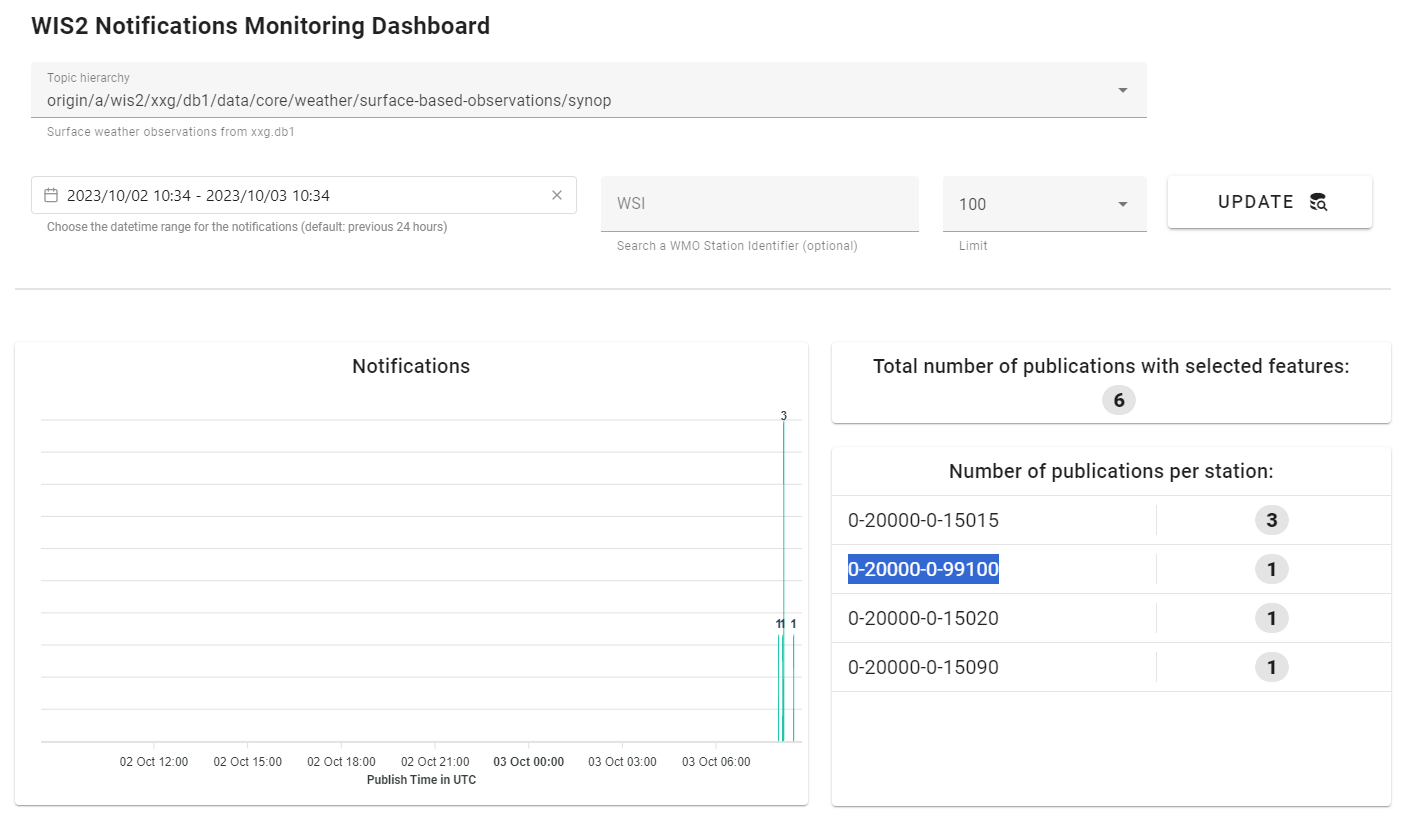 WIS2 Notifications Monitoring Dashboard
Topic hierarchy
origin/a/wis2/xxg/db1/data/core/weather/surface-based-observations/synop
Surface weather observations from xxg.db1
2023/10/02 10:34 - 2023/10/03 10:34
Choose the datetime range for the notifications (default: previous 24 hours)
WSI
Search a WMO Station Identifier (optional)
100
Limit
UPDATE
Notifications
3
11 1
02 Oct 12:00 02 Oct 15:00 02 Oct 18:00 02 Oct 21:00 03 Oct 00:00 03 Oct 03:00 03 Oct 06:00
Publish Time in UTC
Total number of publications with selected features:
6
Number of publications per station:
0-20000-0-15015 3
0-20000-0-99100 1
0-20000-0-15020 1
0-20000-0-15090 1